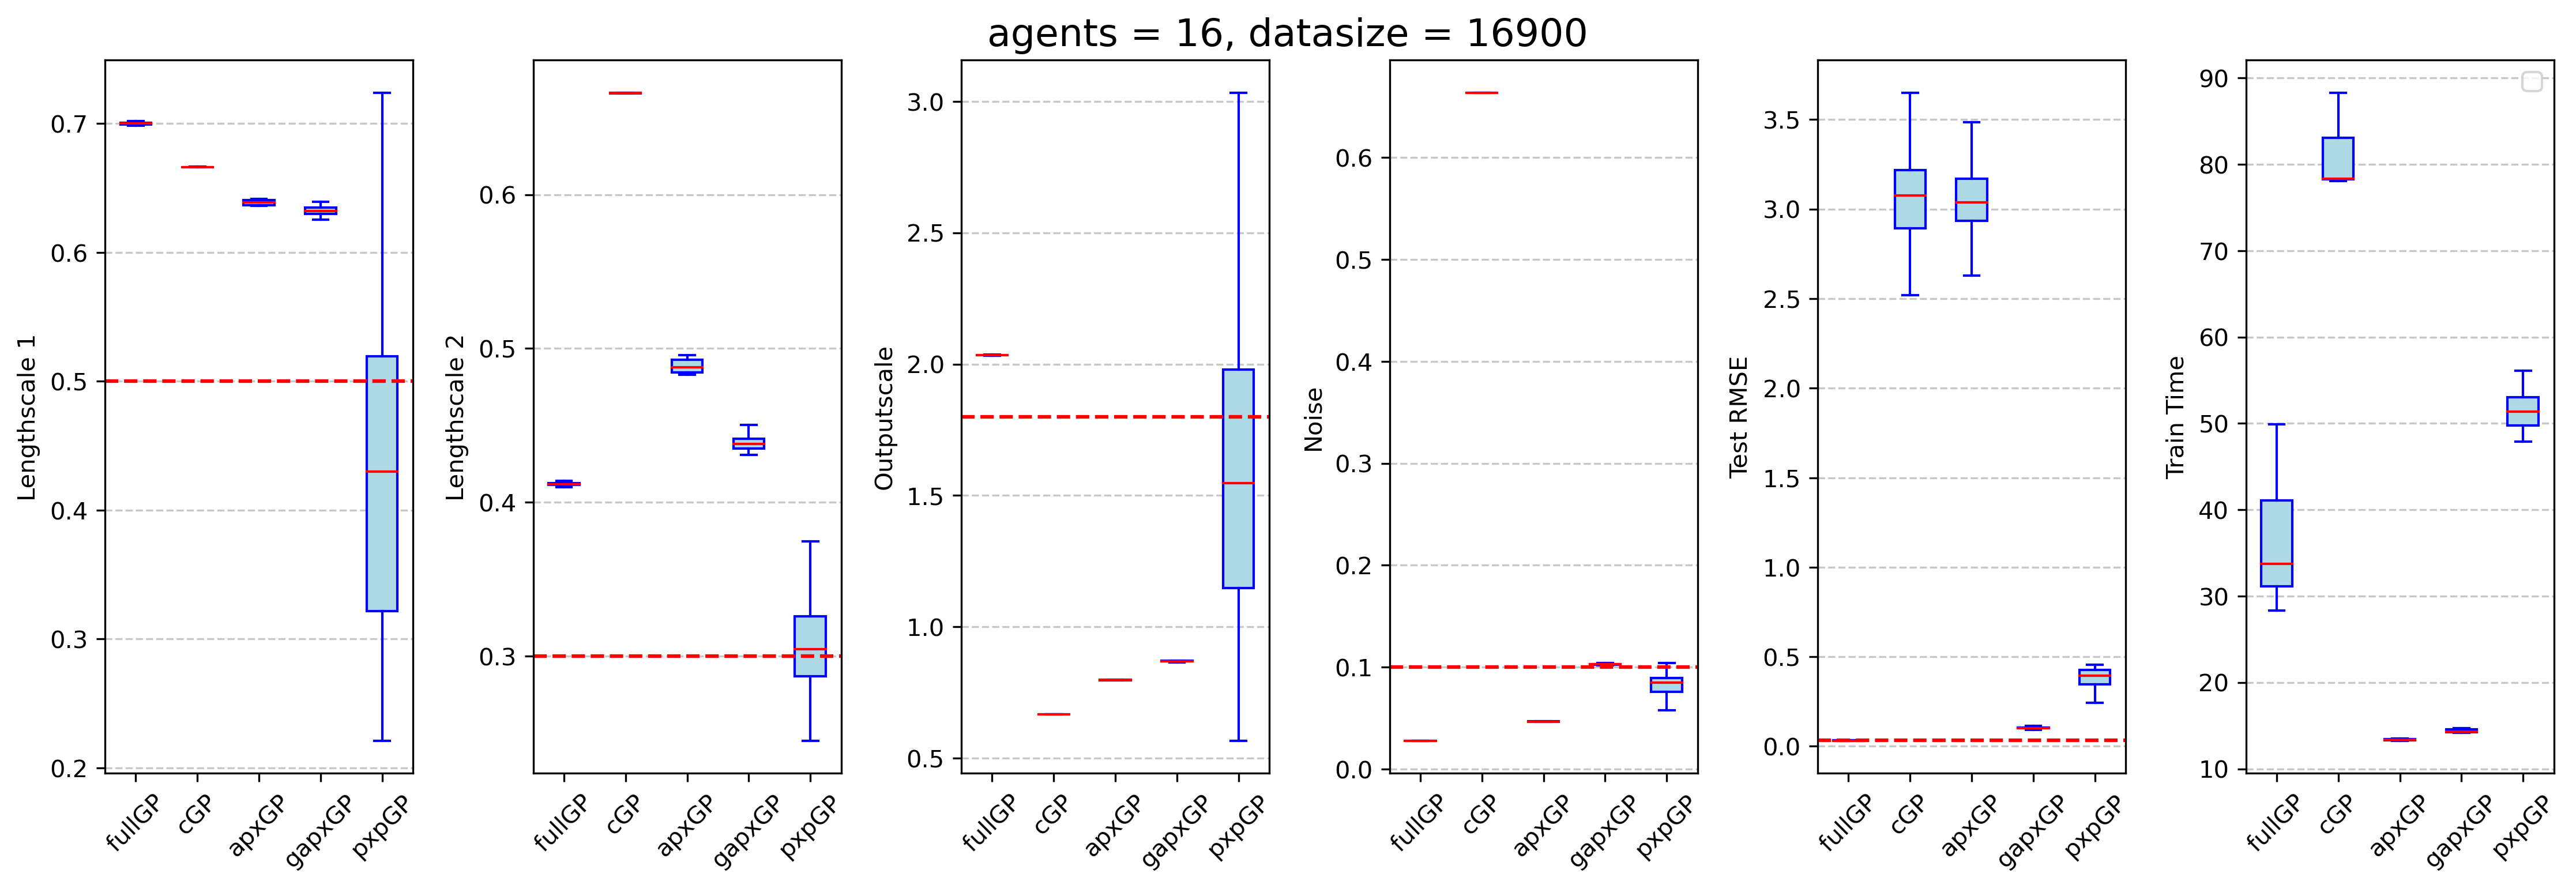 agents = 16, datasize = 16900
Lengthscale 1
0.7
0.6
0.5
0.4
0.3
0.2
fullGP
cGP
apxGP
gapxGP
pxpGP
Lengthscale 2
0.6
0.5
0.4
0.3
fullGP
cGP
apxGP
gapxGP
pxpGP
Outputscale
3.0
2.5
2.0
1.5
1.0
0.5
fullGP
cGP
apxGP
gapxGP
pxpGP
Noise
0.6
0.5
0.4
0.3
0.2
0.1
0.0
fullGP
cGP
apxGP
gapxGP
pxpGP
Test RMSE
3.5
3.0
2.5
2.0
1.5
1.0
0.5
0.0
fullGP
cGP
apxGP
gapxGP
pxpGP
Train Time
90
80
70
60
50
40
30
20
10
fullGP
cGP
apxGP
gapxGP
pxpGP